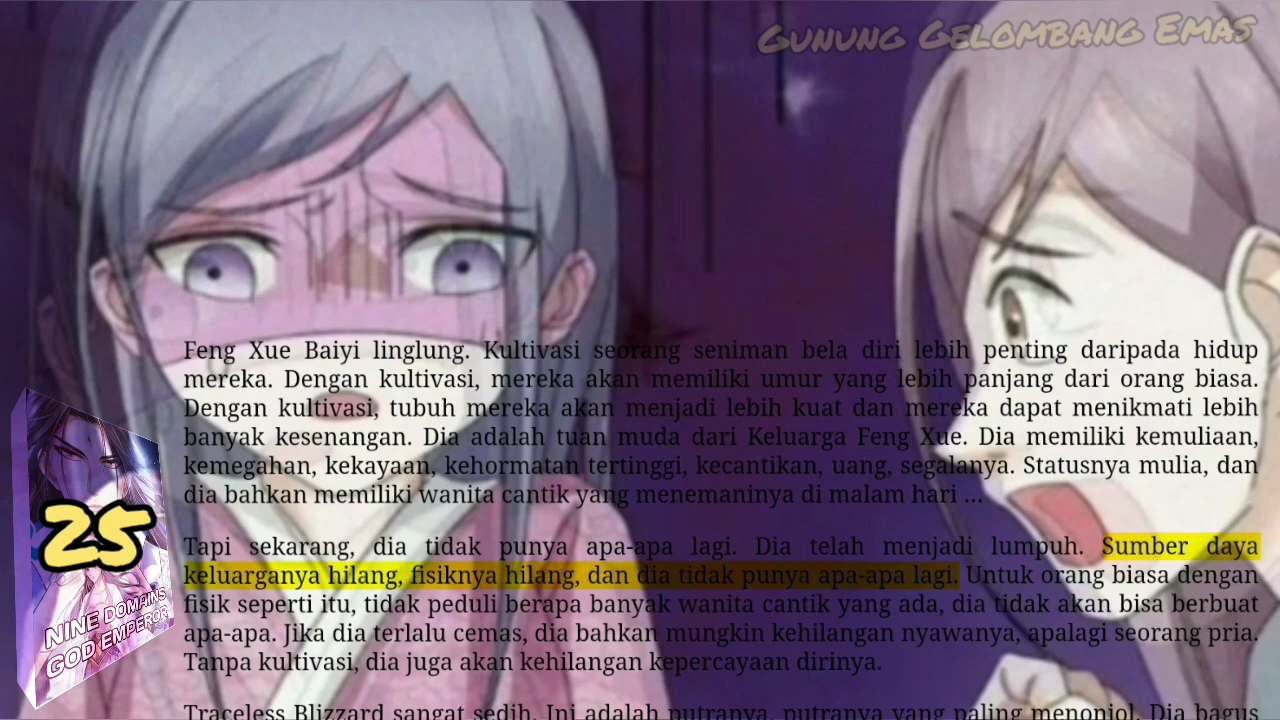 Gunung Gelombang Emas
Feng Xue Baiyi linglung. Kultivasi seorang seniman bela diri lebih penting daripada hidup
mereka. Dengan kultivasi, mereka akan memiliki umur yang lebih panjang dari orang biasa.
Dengan kultivasi, tubuh mereka akan menjadi lebih kuat dan mereka dapat menikmati lebih
banyak kesenangan. Dia adalah tuan muda dari Keluarga Feng Xue. Dia memiliki kemuliaan,
kemegahan, kekayaan, kehormatan tertinggi, kecantikan, uang, segalanya. Statusnya mulia, dan
dia bahkan memiliki wanita cantik yang menemaninya di malam hari ...
Tapi sekarang, dia tidak punya apa-apa lagi. Dia telah menjadi lumpuh. Sumber daya
keluarganya hilang, fisiknya hilang, dan dia tidak punya apa-apa lagi. Untuk orang biasa dengan
fisik seperti itu, tidak peduli berapa banyak wanita cantik yang ada, dia tidak akan bisa berbuat
apa-apa. Jika dia terlalu cemas, dia bahkan mungkin kehilangan nyawanya, apalagi seorang pria.
Tanpa kultivasi, dia juga akan kehilangan kepercayaan dirinya.
Traceless Blizzard sangat sedih. Ini adalah putranya, putranya yang paling menonjol. Dia bagus
25
NINE DOMAINS
GOD EMPEROR